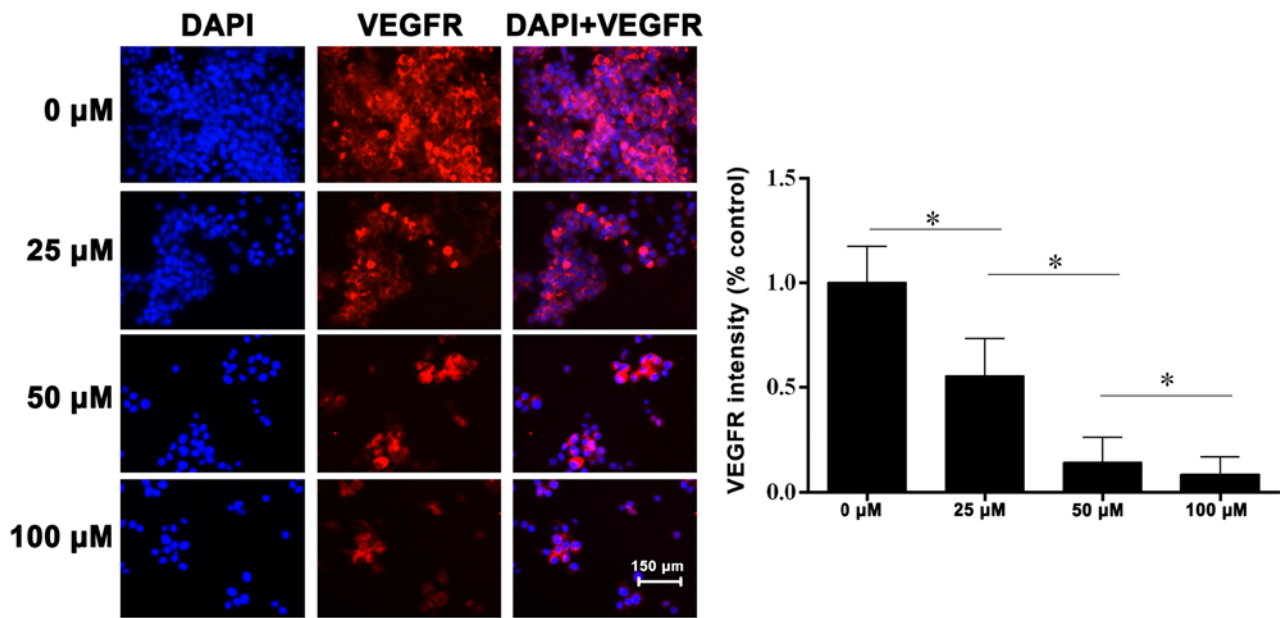 DAPI VEGFR DAPI+VEGFR
0 µM
25 µM
50 µM
100 µM
150 µm
VEGFR intensity (% control)
1.5
1.0
0.5
0.0
*
*
*
0 µM 25 µM 50 µM 100 µM